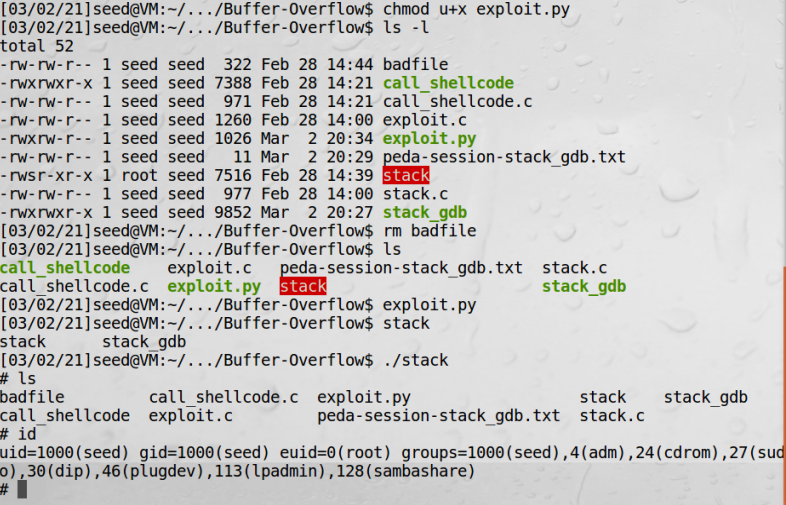 [03/02/21]seed@VM:~/.../Buffer-Overflow$ chmod u+x exploit.py
[03/02/21]seed@VM:~/.../Buffer-Overflow$ ls -l
total 52
-rw-rw-r-- 1 seed seed  322 Feb 28 14:44 badfile
-rwxrwxr-x 1 seed seed 7388 Feb 28 14:21 call_shellcode
-rw-rw-r-- 1 seed seed  971 Feb 28 14:21 call_shellcode.c
-rw-rw-r-- 1 seed seed 1260 Feb 28 14:00 exploit.c
-rwxrw-r-- 1 seed seed 1026 Mar  2 20:34 exploit.py
-rw-rw-r-- 1 seed seed   11 Mar  2 20:29 peda-session-stack_gdb.txt
-rwsr-xr-x 1 root seed 7516 Feb 28 14:39 stack
-rw-rw-r-- 1 seed seed  977 Feb 28 14:00 stack.c
-rwxrwxr-x 1 seed seed 9852 Mar  2 20:27 stack_gdb
[03/02/21]seed@VM:~/.../Buffer-Overflow$ rm badfile
[03/02/21]seed@VM:~/.../Buffer-Overflow$ ls
call_shellcode    exploit.c   peda-session-stack_gdb.txt  stack.c
call_shellcode.c  exploit.py  stack                       stack_gdb
[03/02/21]seed@VM:~/.../Buffer-Overflow$ exploit.py
[03/02/21]seed@VM:~/.../Buffer-Overflow$ stack
stack      stack_gdb
[03/02/21]seed@VM:~/.../Buffer-Overflow$ ./stack
# ls
badfile         call_shellcode.c  exploit.py                  stack    stack_gdb
call_shellcode  exploit.c         peda-session-stack_gdb.txt  stack.c
# id
uid=1000(seed) gid=1000(seed) euid=0(root) groups=1000(seed),4(adm),24(cdrom),27(sud
o),30(dip),46(plugdev),113(lpadmin),128(sambashare)
#